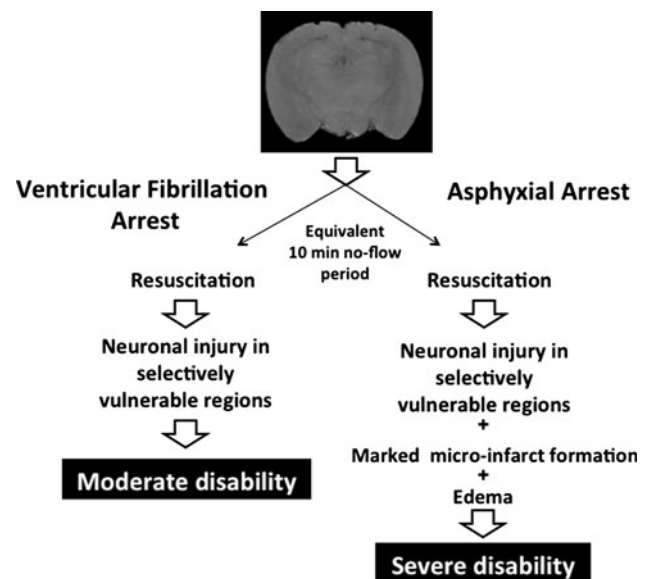 Ventricular Fibrillation
Arrest
Asphyxial Arrest
Equivalent
10 min no-flow
period
Resuscitation
Neuronal injury in
selectively
vulnerable regions
Moderate disability
Resuscitation
Neuronal injury in
selectively
vulnerable regions
+
Marked micro-infarct formation
+
Edema
Severe disability